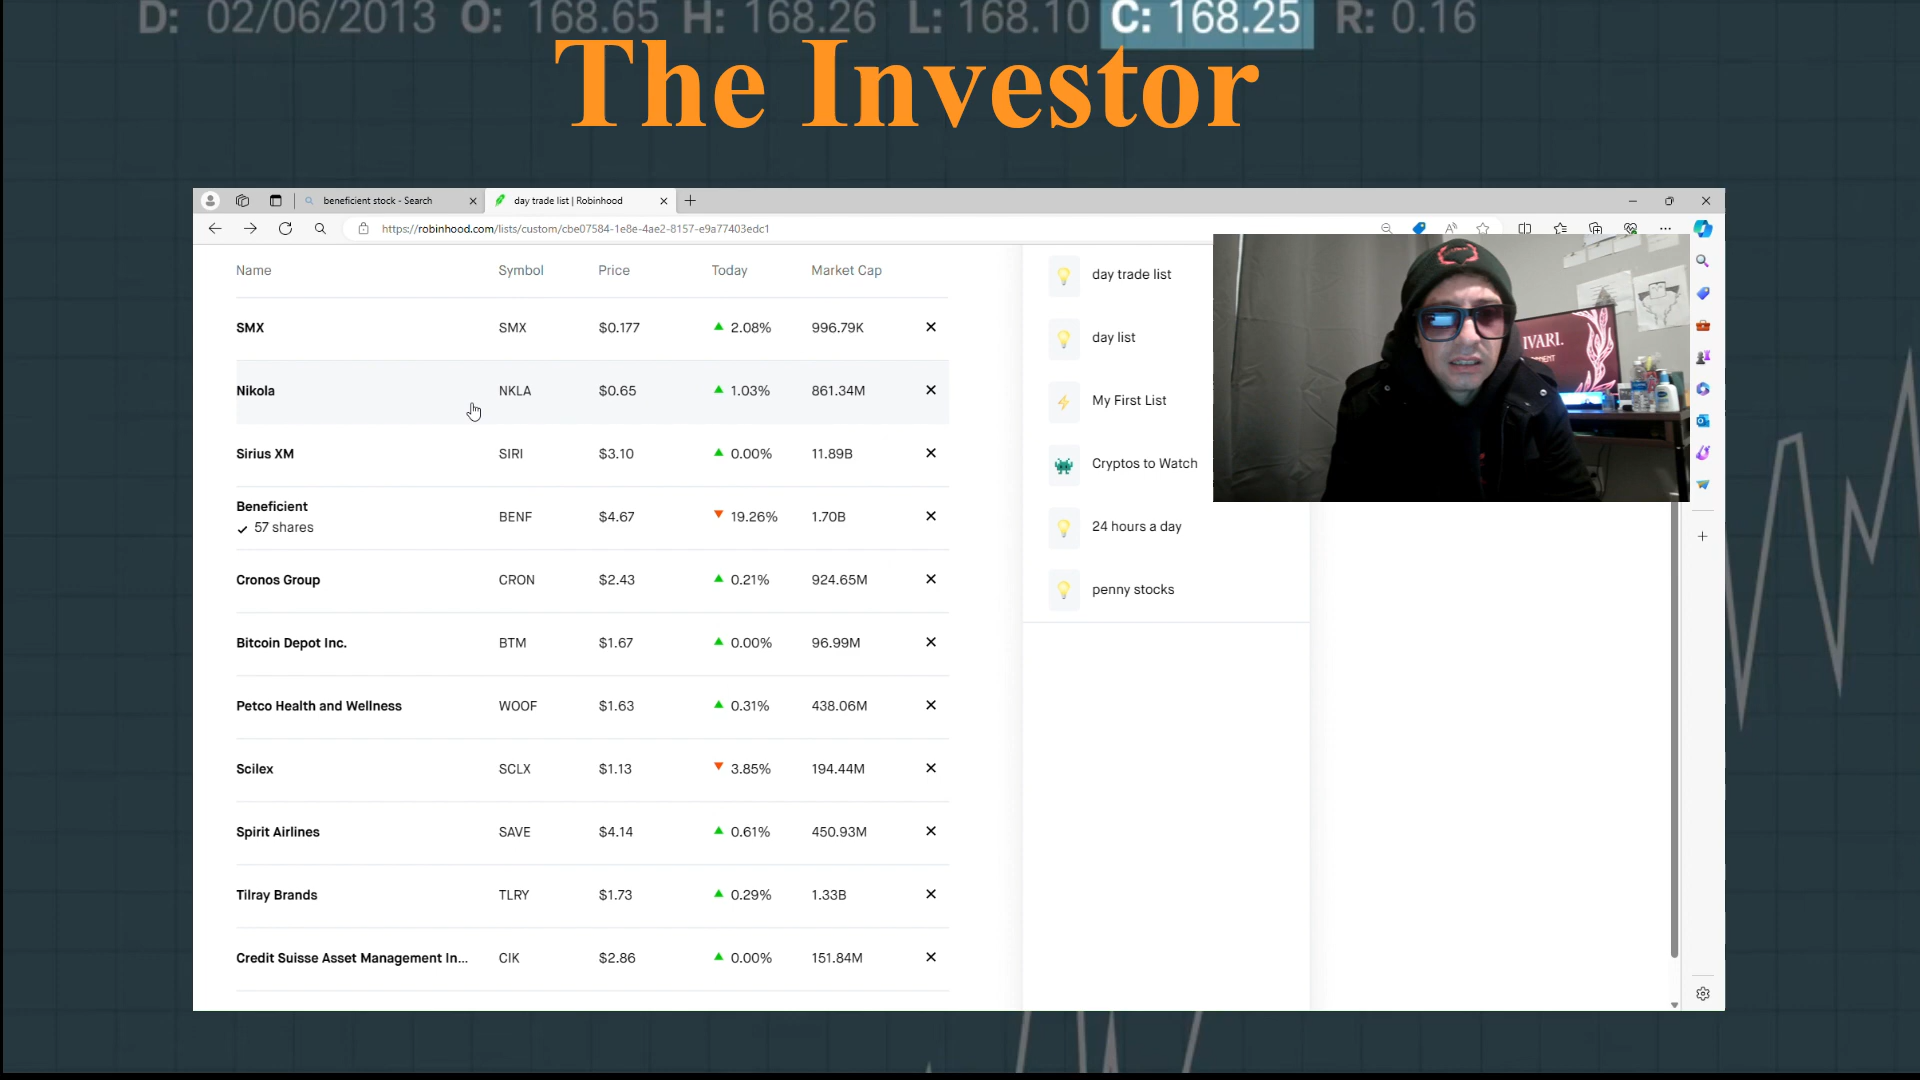 D: 02/06/2013 O: 168.65 H: 168.26 L: 168.10 C: 168.25 R: 0.16
The Investor
beneficient stock - Search
day trade list | Robinhood
https://robinhood.com/lists/custom/cbe07584-1e8e-4ae2-8157-e9a77403edc1
Name Symbol Price Today Market Cap
SMX SMX $0.177 2.08% 996.79K
Nikola NKLA $0.65 1.03% 861.34M
Sirius XM SIRI $3.10 0.00% 11.89B
Beneficient BENF $4.67 19.26% 1.70B
57 shares
Cronos Group CRON $2.43 0.21% 924.65M
Bitcoin Depot Inc. BTM $1.67 0.00% 96.99M
Petco Health and Wellness WOOF $1.63 0.31% 438.06M
Scilex SCLX $1.13 3.85% 194.44M
Spirit Airlines SAVE $4.14 0.61% 450.93M
Tilray Brands TLRY $1.73 0.29% 1.33B
Credit Suisse Asset Management In... CIK $2.86 0.00% 151.84M
day trade list
day list
My First List
Cryptos to Watch
24 hours a day
penny stocks
IVARI.